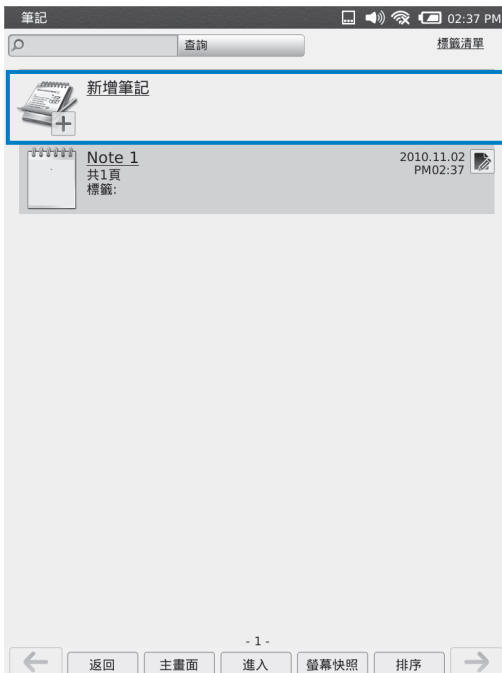 筆記 02:37 PM
查詢 標籤清單
新增筆記
Note 1 2010.11.02
共1頁 PM02:37
標籤:
- 1 -
返回 主畫面 進入 螢幕快照 排序